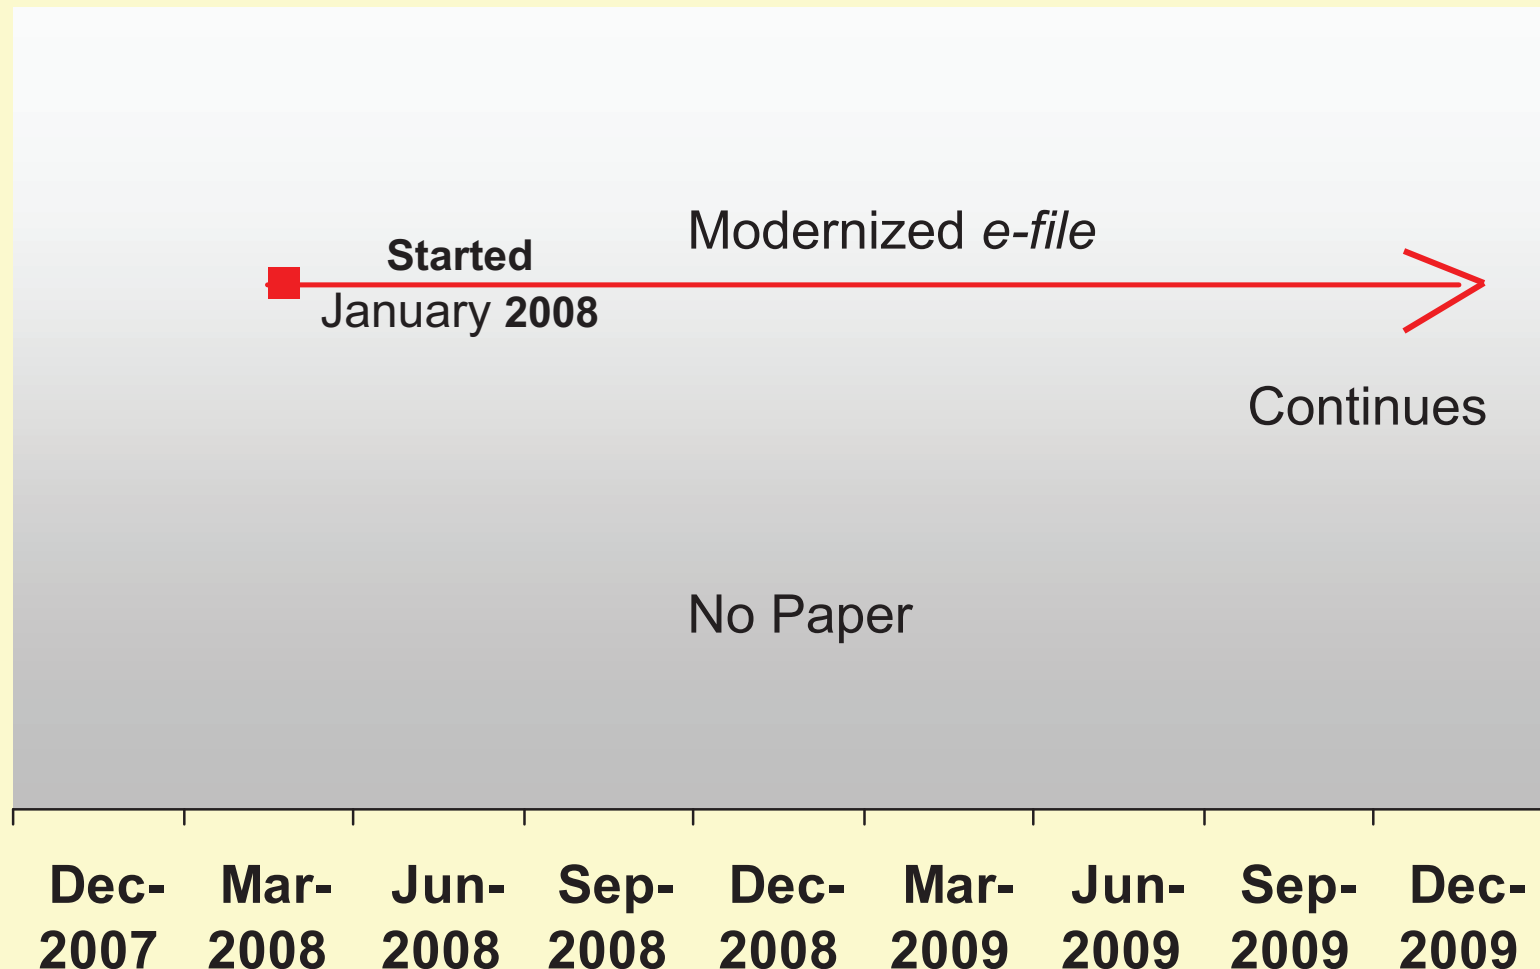 Modernized e-file
Started
January 2008
Continues
No Paper
Dec- Mar- Jun- Sep- Dec- Mar- Jun- Sep- Dec-
2007 2008 2008 2008 2008 2009 2009 2009 2009